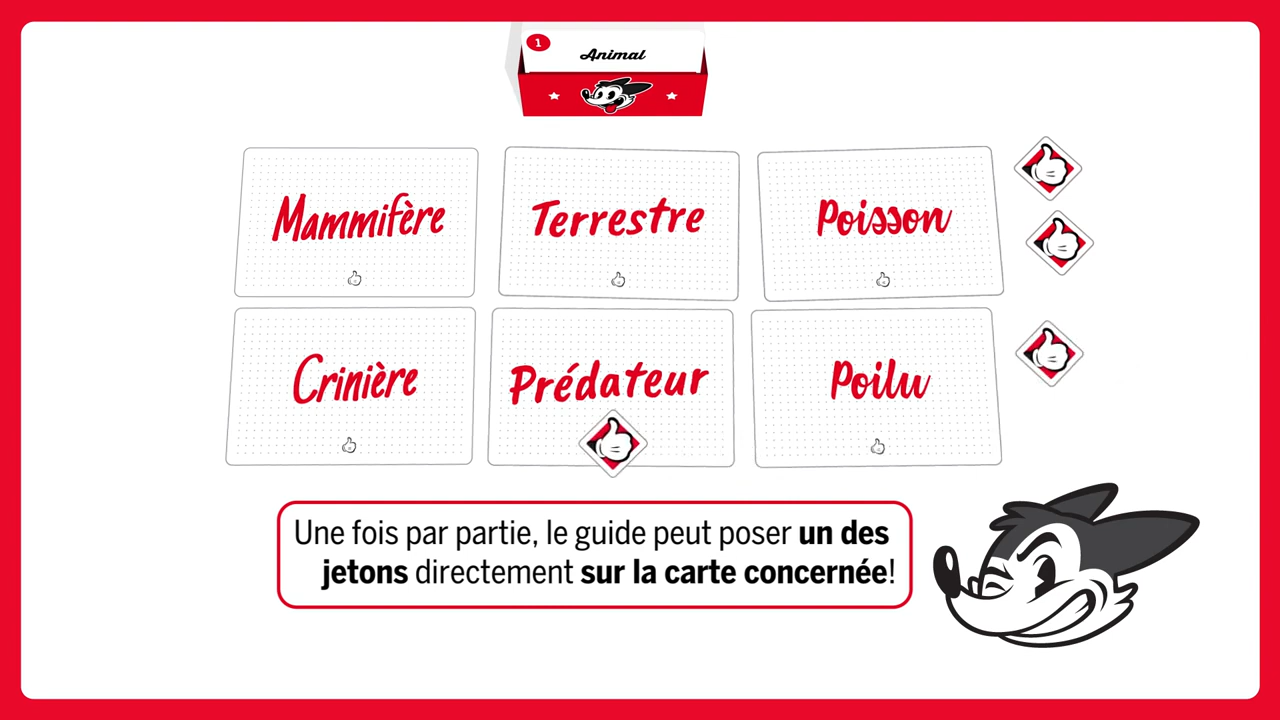 1
Animal
Mammifère
Terrestre
Poisson
Crinière
Prédateur
Poilu
Une fois par partie, le guide peut poser un des
jetons directement sur la carte concernée!